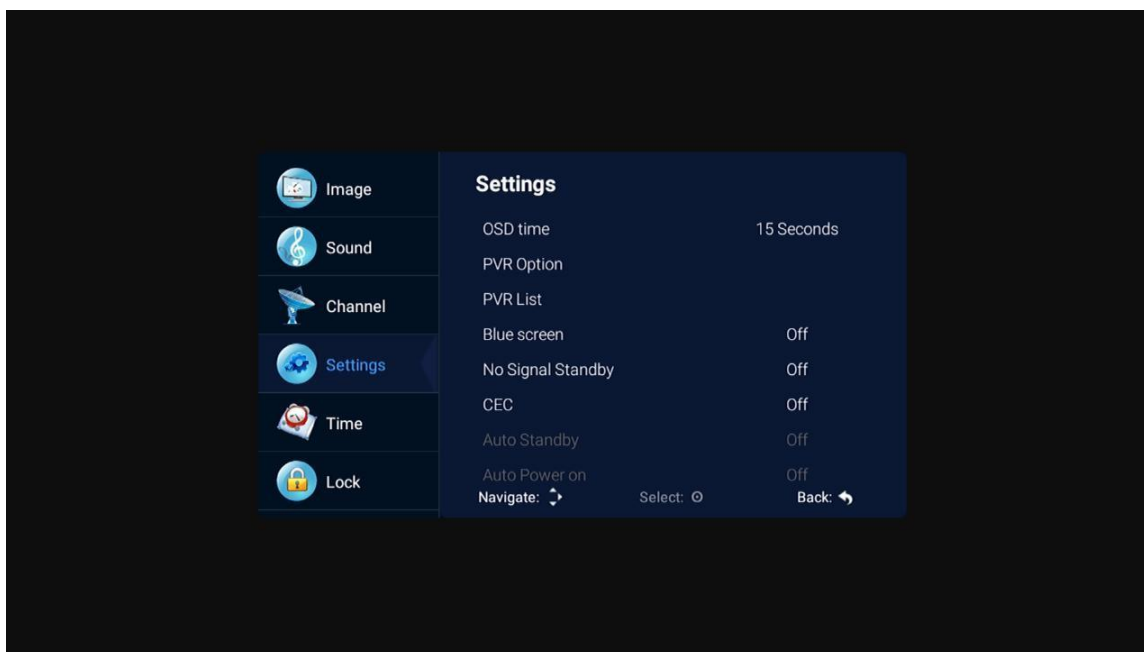 Image
Sound
Channel
Settings
Time
Lock
Settings
OSD time 15 Seconds
PVR Option
PVR List
Blue screen Off
No Signal Standby Off
CEC Off
Auto Standby Off
Auto Power on Off
Navigate: Select: Back: